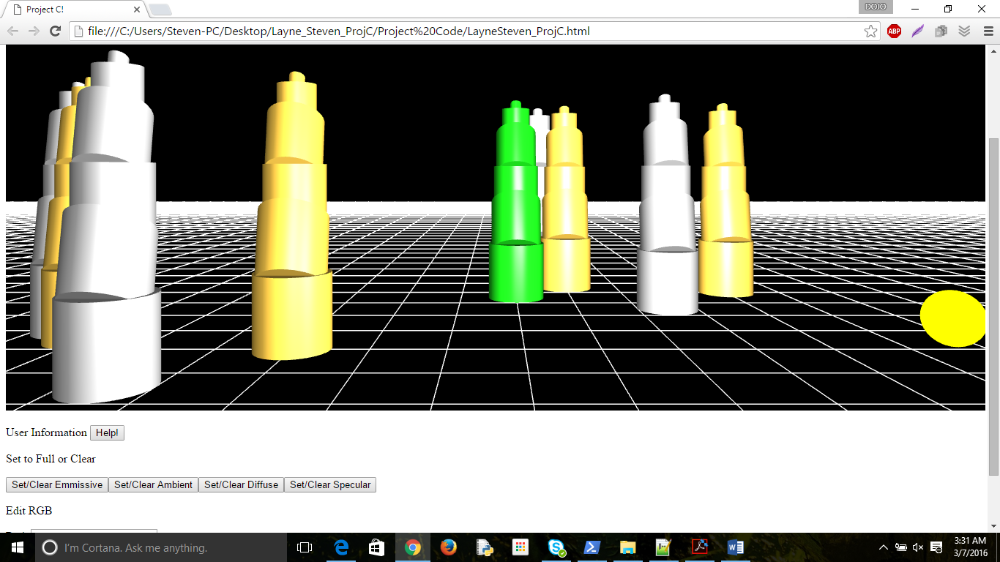 Project C!
DOJO
file:///C:/Users/Steven-PC/Desktop/Layne_Steven_ProjC/Project%20Code/LayneSteven_ProjC.html
ABP
User Information Help!
Set to Full or Clear
Set/Clear Emmissive Set/Clear Ambient Set/Clear Diffuse Set/Clear Specular
Edit RGB
I'm Cortana. Ask me anything.
3:31 AM
3/7/2016